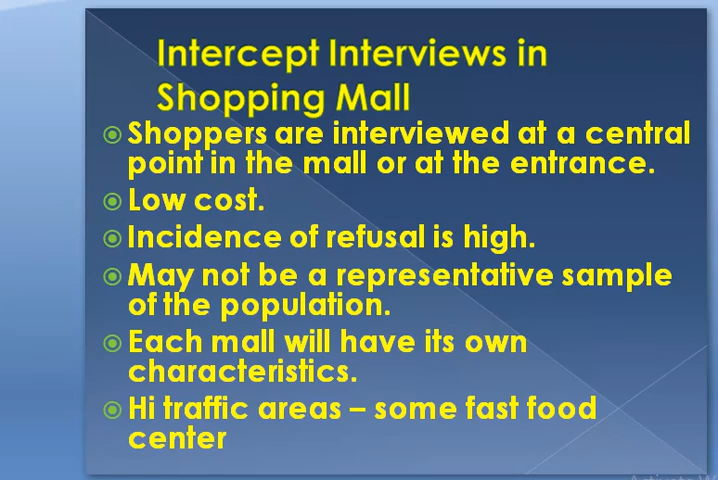 Intercept Interviews in
Shopping Mall
Shoppers are interviewed at a central
point in the mall or at the entrance.
Low cost.
Incidence of refusal is high.
May not be a representative sample
of the population.
Each mall will have its own
characteristics.
Hi traffic areas – some fast food
center